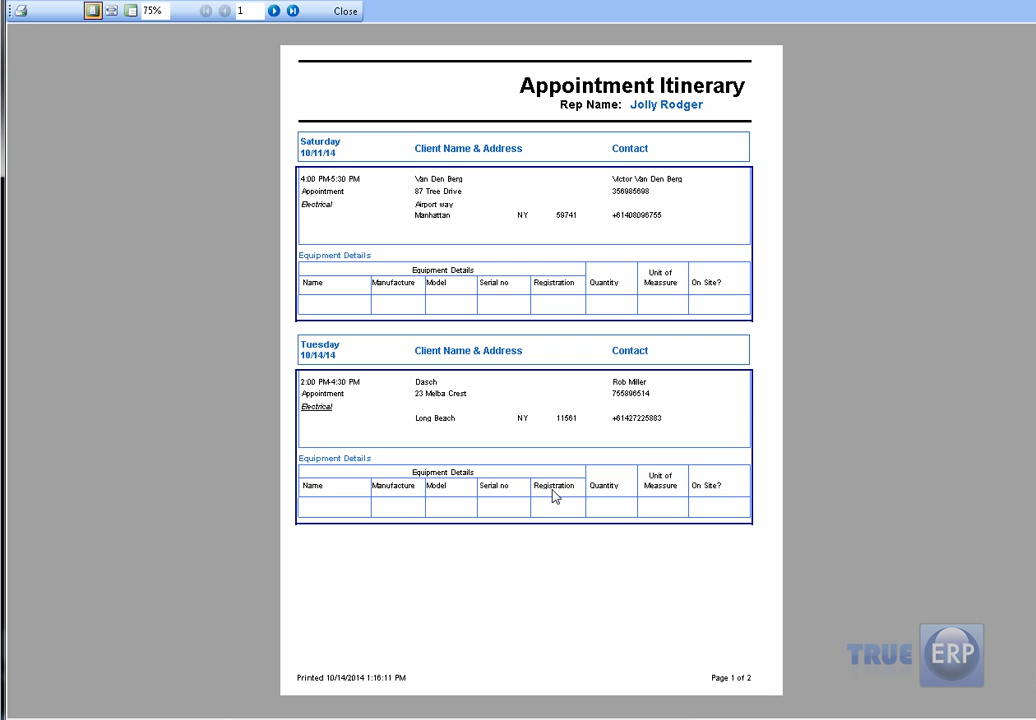 75% 1 Close
Appointment Itinerary
Rep Name: Jolly Rodger
Saturday
10/11/14
Client Name & Address Contact
4:00 PM-5:30 PM Van Den Berg Victor Van Den Berg
Appointment 87 Tree Drive 356985698
Electrical Airport way
Manhattan NY 59741 +61408096755
Equipment Details
Equipment Details
Name Manufacture Model Serial no Registration Quantity Unit of Meassure On Site?
Tuesday
10/14/14
Client Name & Address Contact
2:00 PM-4:30 PM Dasch Rob Miller
Appointment 23 Melba Crest 755896514
Electrical
Long Beach NY 11561 +61427225883
Equipment Details
Equipment Details
Name Manufacture Model Serial no Registration Quantity Unit of Meassure On Site?
Printed 10/14/2014 1:16:11 PM Page 1 of 2
TRUE ERP